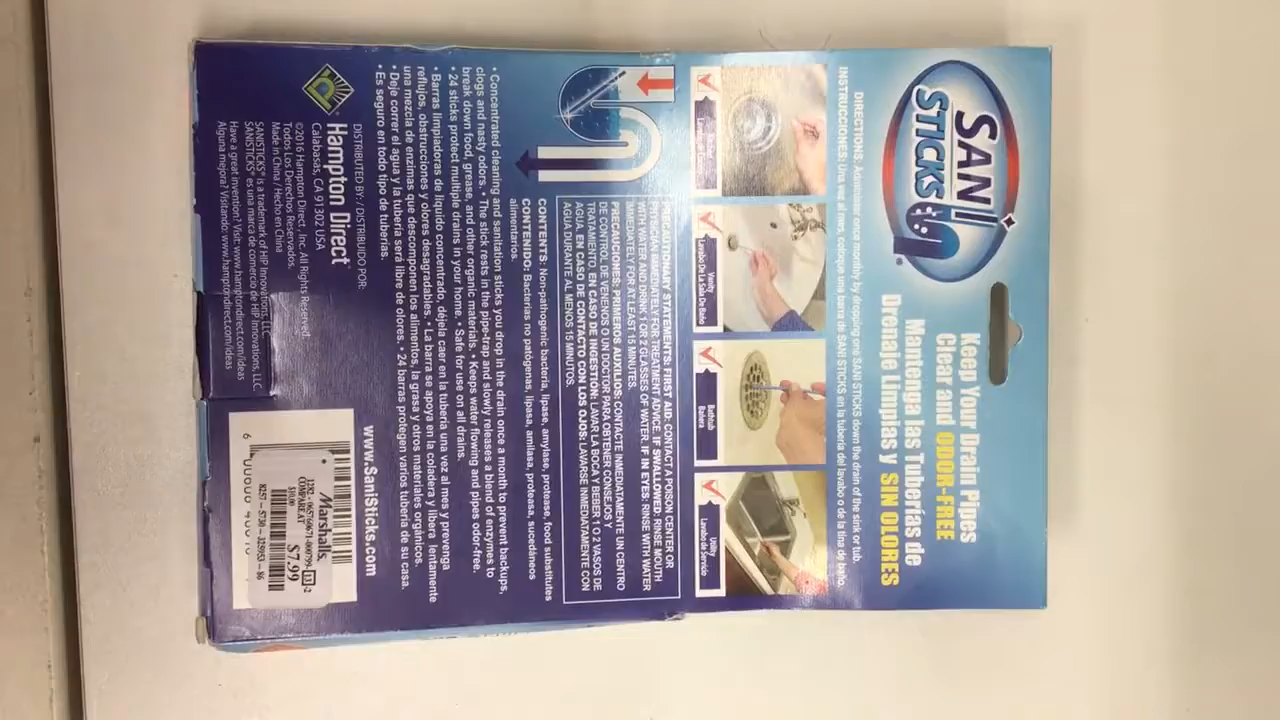 SANI
STICKS
®
Keep Your Drain Pipes
Clear and ODOR-FREE
Mantenga las Tuberías de
Drenaje Limpias y SIN OLORES
DIRECTIONS: Administer once monthly by dropping one SANI STICKS down the drain of the sink or tub.
INSTRUCCIONES: Una vez al mes, coloque una barra de SANI STICKS en la tubería del lavabo o de la tina de baño.
Vanity
Lavabo De La Sala De Baño
Bathtub
Bañera
Utility
Lavabo de Servicio
PRECAUTIONARY STATEMENTS: FIRST AID: CONTACT A POISON CENTER OR
PHYSICIAN IMMEDIATELY FOR TREATMENT ADVICE. IF SWALLOWED: RINSE MOUTH
WITH WATER AND DRINK 1 OR 2 GLASSES OF WATER. IF IN EYES: RINSE WITH WATER
IMMEDIATELY FOR AT LEAST 15 MINUTES.
PRECAUCIONES: PRIMEROS AUXILIOS: CONTACTE INMEDIATAMENTE UN CENTRO
DE CONTROL DE VENENOS O UN DOCTOR PARA OBTENER CONSEJOS Y
TRATAMIENTO. EN CASO DE INGESTIÓN: LAVAR LA BOCA Y BEBER 1 O 2 VASOS DE
AGUA. EN CASO DE CONTACTO CON LOS OJOS: LAVARSE INMEDIATAMENTE CON
AGUA DURANTE AL MENOS 15 MINUTOS.
CONTENTS: Non-pathogenic bacteria, lipase, amylase, protease, food substitutes
CONTENIDO: Bacterias no patógenas, lipasa, amilasa, proteasa, sucedáneos
alimentarios.
• Concentrated cleaning and sanitation sticks you drop in the drain once a month to prevent backups,
clogs and nasty odors. • The stick rests in the pipe-trap and slowly releases a blend of enzymes to
break down food, grease, and other organic materials. • Keeps water flowing and pipes odor-free.
• 24 sticks protect multiple drains in your home. • Safe for use on all drains.
• Barras limpiadoras de líquido concentrado, déjela caer en la tubería una vez al mes y prevenga
reflujos, obstrucciones y olores desagradables. • La barra se apoya en la coladera y libera lentamente
una mezcla de enzimas que descomponen los alimentos, la grasa y otros materiales orgánicos.
• Deje correr el agua y la tubería será libre de olores. • 24 barras protegen varios tubería de su casa.
• Es seguro en todo tipo de tuberías.
www.SaniSticks.com
DISTRIBUTED BY: / DISTRIBUIDO POR:
Hampton Direct®
Calabasas, CA 91302 USA
©2016 Hampton Direct, Inc. All Rights Reserved.
Todos Los Derechos Reservados.
Made in China / Hecho en China
SANISTICKS® is a trademark of HIP Innovations, LLC.
SANISTICKS® es una marca de comercio de HIP Innovations, LLC.
Have a great invention? Visit: www.hamptondirect.com/ideas
Alguna mejora? Visitando: www.hamptondirect.com/ideas
Marshalls.
COMPARE AT
$10.00
$7.99
8257 - 5730 - 325953 - 86
6